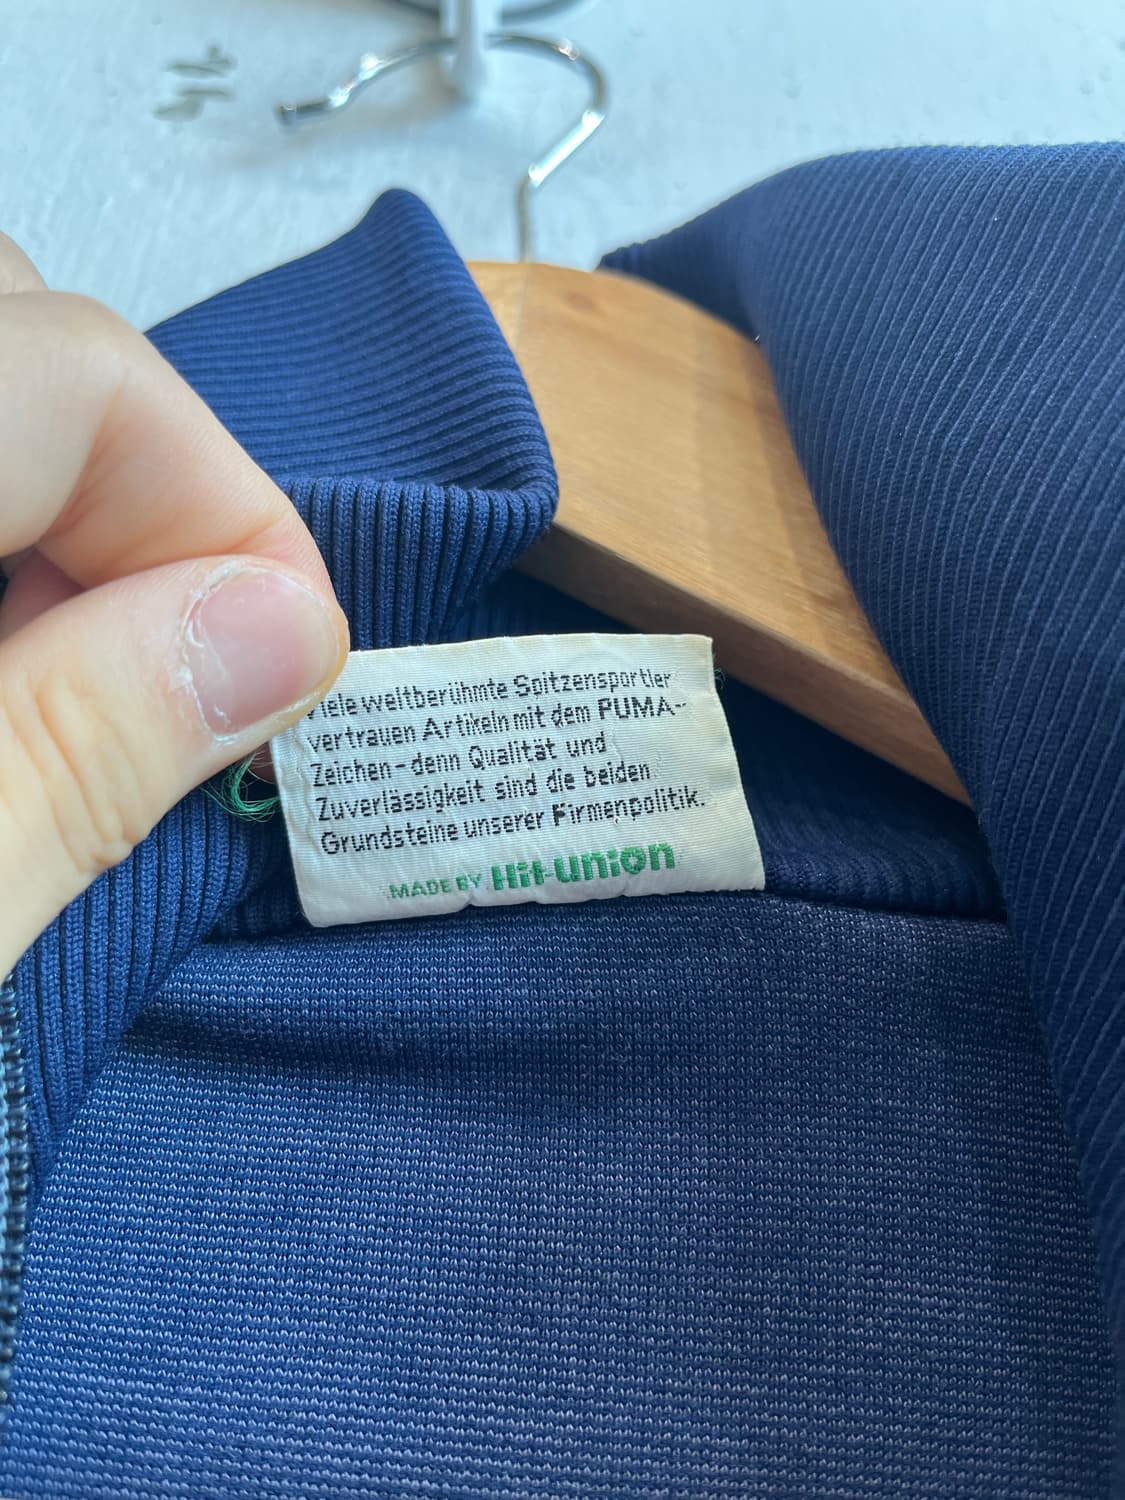 Viele weltberühmte Spitzensportler
vertrauen Artikeln mit dem PUMA-
Zeichen-denn Qualität und
Zuverlässigkeit sind die beiden
Grundsteine unserer Firmenpolitik.
MADE BY Hit-union